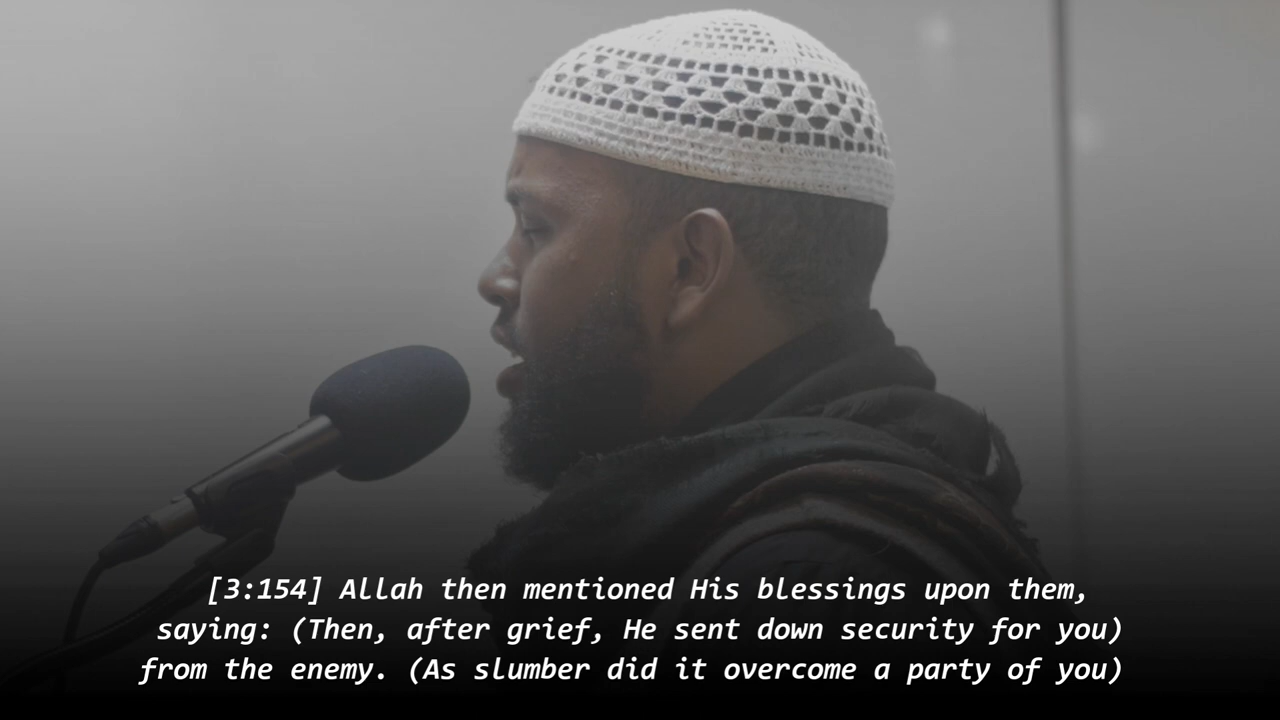 [3:154] Allah then mentioned His blessings upon them,
saying: (Then, after grief, He sent down security for you)
from the enemy. (As slumber did it overcome a party of you)